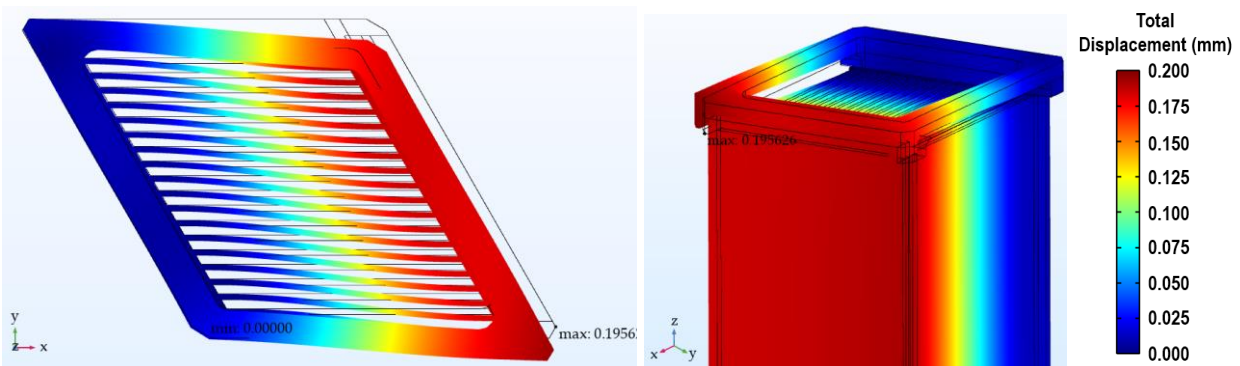 y
z
x
min: 0.00000
max: 0.1956
max: 0.195626
z
x
y
Total
Displacement (mm)
0.200
0.175
0.150
0.125
0.100
0.075
0.050
0.025
0.000